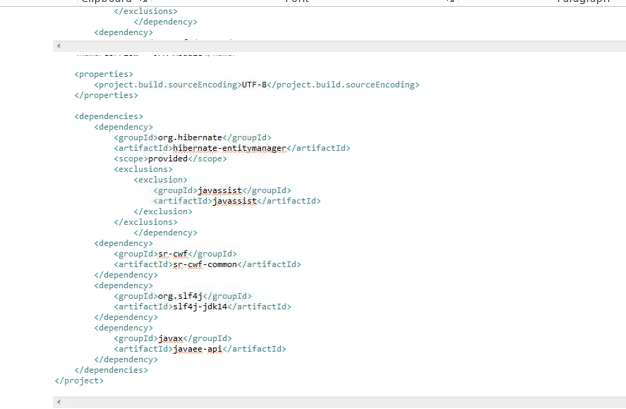 Clipboard Font Paragraph
</exclusions>
</dependency>
<dependency>
<properties>
<project.build.sourceEncoding>UTF-8</project.build.sourceEncoding>
</properties>
<dependencies>
<dependency>
<groupId>org.hibernate</groupId>
<artifactId>hibernate-entitymanager</artifactId>
<scope>provided</scope>
<exclusions>
<exclusion>
<groupId>javassist</groupId>
<artifactId>javassist</artifactId>
</exclusion>
</exclusions>
</dependency>
<dependency>
<groupId>sr-cwf</groupId>
<artifactId>sr-cwf-common</artifactId>
</dependency>
<dependency>
<groupId>org.slf4j</groupId>
<artifactId>slf4j-jdk14</artifactId>
</dependency>
<dependency>
<groupId>javax</groupId>
<artifactId>javaee-api</artifactId>
</dependency>
</dependencies>
</project>